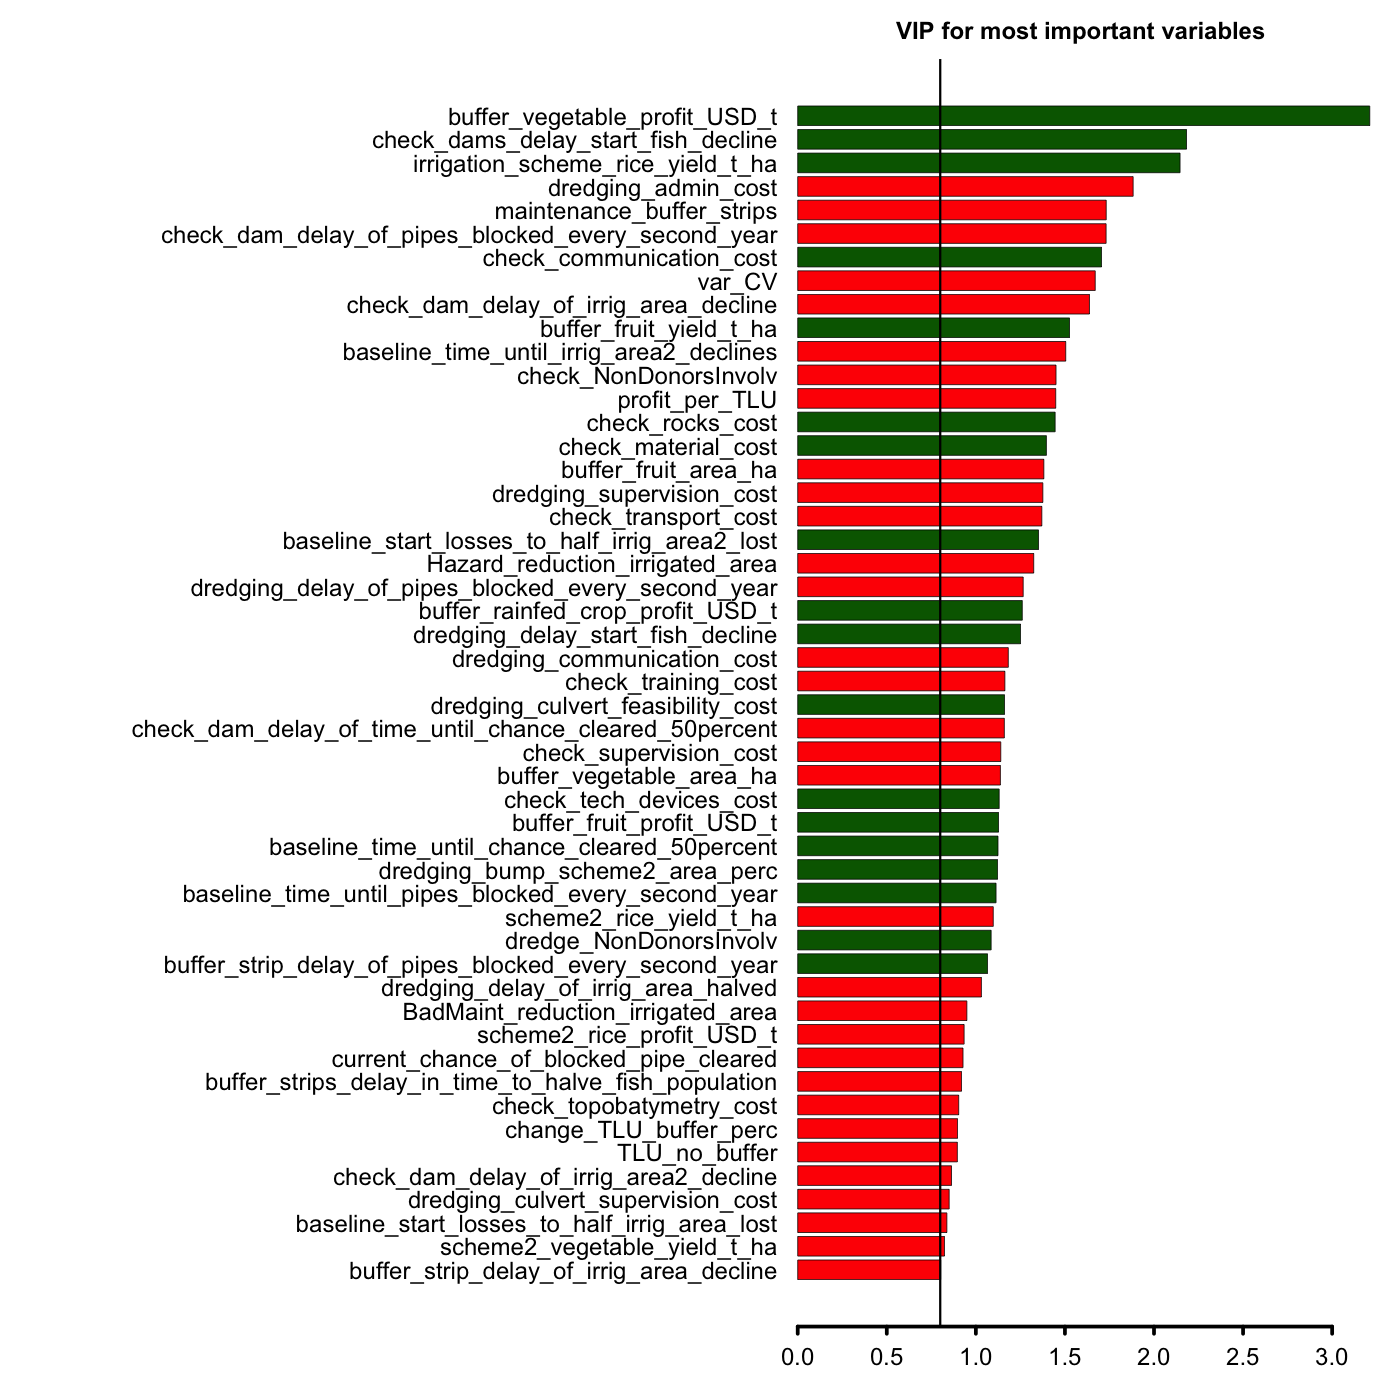 VIP for most important variables
buffer_vegetable_profit_USD_t
check_dams_delay_start_fish_decline
irrigation_scheme_rice_yield_t_ha
dredging_admin_cost
maintenance_buffer_strips
check_dam_delay_of_pipes_blocked_every_second_year
check_communication_cost
var_CV
check_dam_delay_of_irrig_area_decline
buffer_fruit_yield_t_ha
baseline_time_until_irrig_area2_declines
check_NonDonorsInvolv
profit_per_TLU
check_rocks_cost
check_material_cost
buffer_fruit_area_ha
dredging_supervision_cost
check_transport_cost
baseline_start_losses_to_half_irrig_area2_lost
Hazard_reduction_irrigated_area
dredging_delay_of_pipes_blocked_every_second_year
buffer_rainfed_crop_profit_USD_t
dredging_delay_start_fish_decline
dredging_communication_cost
check_training_cost
dredging_culvert_feasibility_cost
check_dam_delay_of_time_until_chance_cleared_50percent
check_supervision_cost
buffer_vegetable_area_ha
check_tech_devices_cost
buffer_fruit_profit_USD_t
baseline_time_until_chance_cleared_50percent
dredging_bump_scheme2_area_perc
baseline_time_until_pipes_blocked_every_second_year
scheme2_rice_yield_t_ha
dredge_NonDonorsInvolv
buffer_strip_delay_of_pipes_blocked_every_second_year
dredging_delay_of_irrig_area_halved
BadMaint_reduction_irrigated_area
scheme2_rice_profit_USD_t
current_chance_of_blocked_pipe_cleared
buffer_strips_delay_in_time_to_halve_fish_population
check_topobatymetry_cost
change_TLU_buffer_perc
TLU_no_buffer
check_dam_delay_of_irrig_area2_decline
dredging_culvert_supervision_cost
baseline_start_losses_to_half_irrig_area_lost
scheme2_vegetable_yield_t_ha
buffer_strip_delay_of_irrig_area_decline
0.0 0.5 1.0 1.5 2.0 2.5 3.0